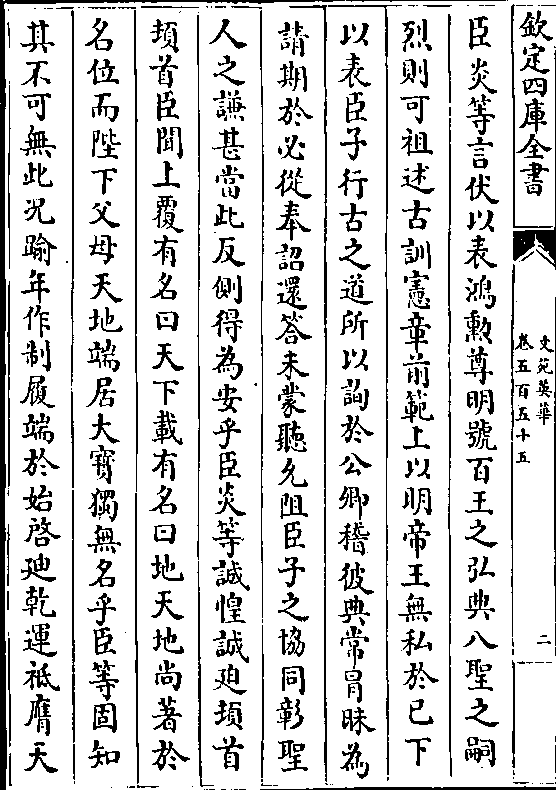 欽定四庫全書
文苑英華
卷五百五十五
二
臣炎等言伏以表鴻勲尊明號百王之弘典八聖之嗣
烈則可祖述古訓憲章前範上以明帝王無私於已下
以表臣子行古之道所以詢於公卿稽彼典常冐昧為
請期於必從奉詔還答未蒙聽允阻臣子之協同彰聖
人之謙甚當此反側得為安乎臣炎等誠惶誠𢌞頊首
頊首臣聞上覆有名曰天下載有名曰地天地尚著於
名位而陛下父母天地端居大寳獨無名乎臣等固知
其不可無此况踰年作制履端於始啓廸乾運祗膺天